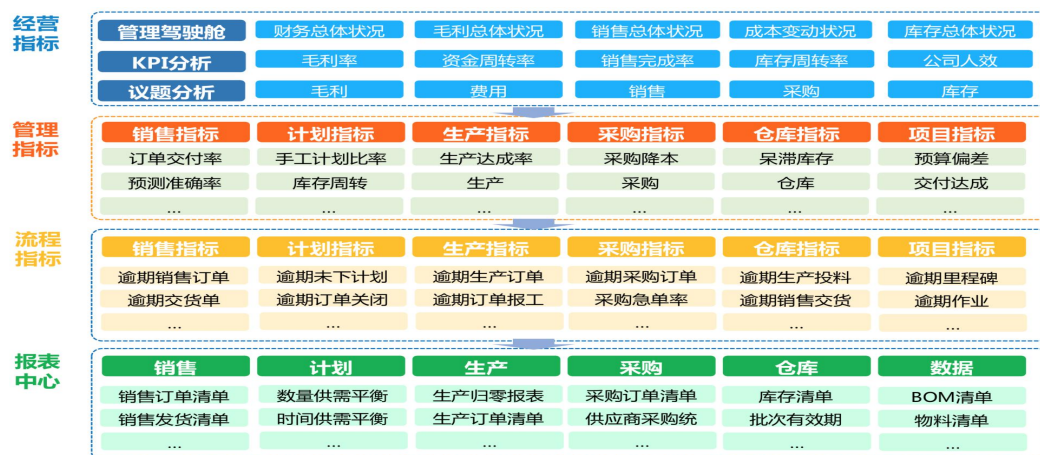 经营
指标
管理驾驶舱 财务总体状况 毛利总体状况 销售总体状况 成本变动状况 库存总体状况
KPI分析 毛利率 资金周转率 销售完成率 库存周转率 公司人效
议题分析 毛利 费用 销售 采购 库存
管理
指标
销售指标 计划指标 生产指标 采购指标 仓库指标 项目指标
订单交付率 手工计划比率 生产达成率 采购降本 呆滞库存 预算偏差
预测准确率 库存周转 生产 采购 仓库 交付达成
... ... ... ... ... ...
流程
指标
销售指标 计划指标 生产指标 采购指标 仓库指标 项目指标
逾期销售订单 逾期未下计划 逾期生产订单 逾期采购订单 逾期生产投料 逾期里程碑
逾期交货单 逾期订单关闭 逾期订单报工 采购急单率 逾期销售交货 逾期作业
... ... ... ... ... ...
报表
中心
销售 计划 生产 采购 仓库 数据
销售订单清单 数量供需平衡 生产归零报表 采购订单清单 库存清单 BOM清单
销售发货清单 时间供需平衡 生产订单清单 供应商采购统 批次有效期 物料清单
... ... ... ... ... ...